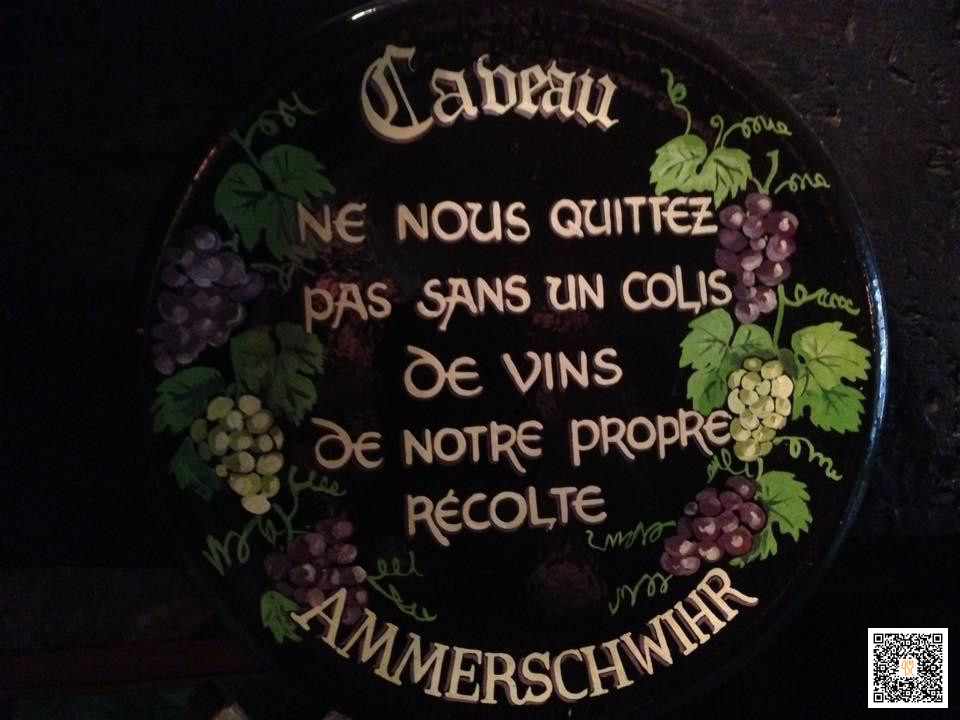 Caveau
NE NOUS QUITTEZ
PAS SANS UN COLIS
DE VINS
DE NOTRE PROPRE
RÉCOLTE
AMMERSCHWIHR